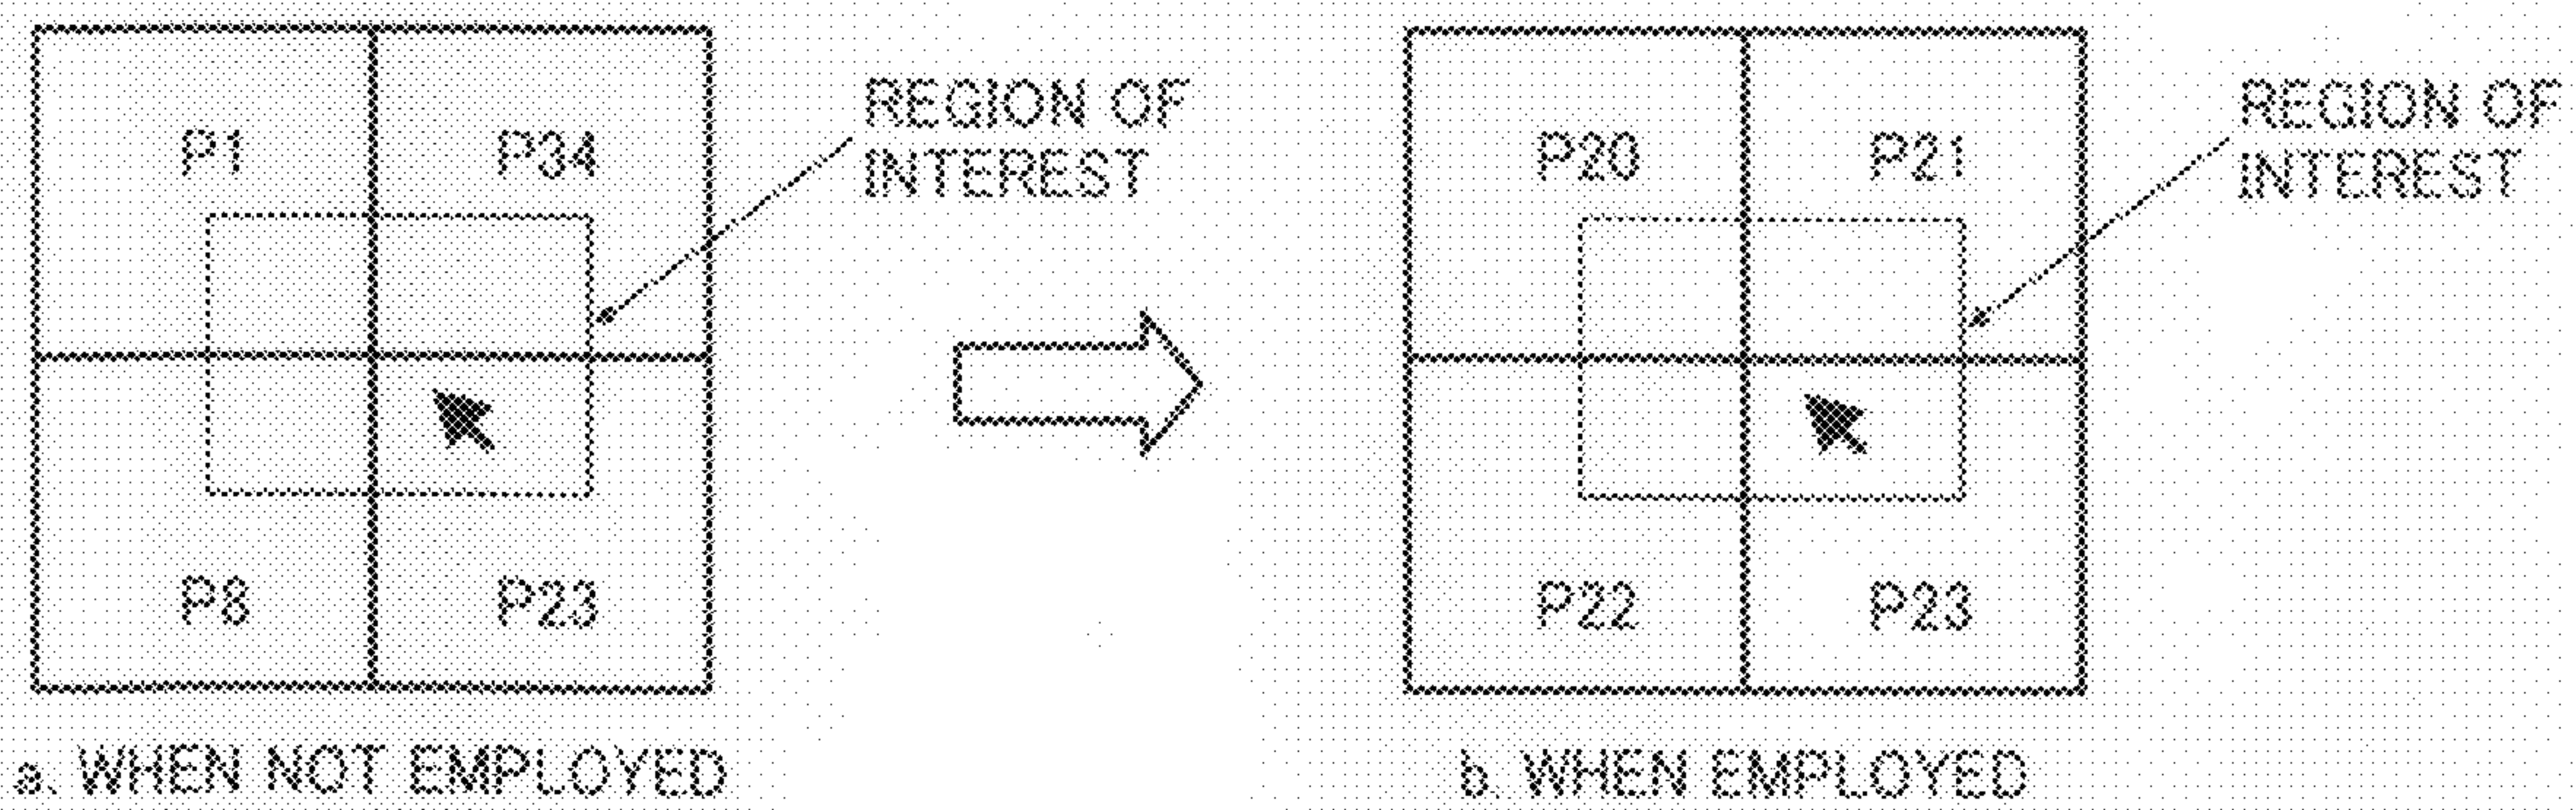 P1
P34
REGION OF
INTEREST
P8
P23
a. WHEN NOT EMPLOYED
P20
P21
REGION OF
INTEREST
P22
P23
b. WHEN EMPLOYED